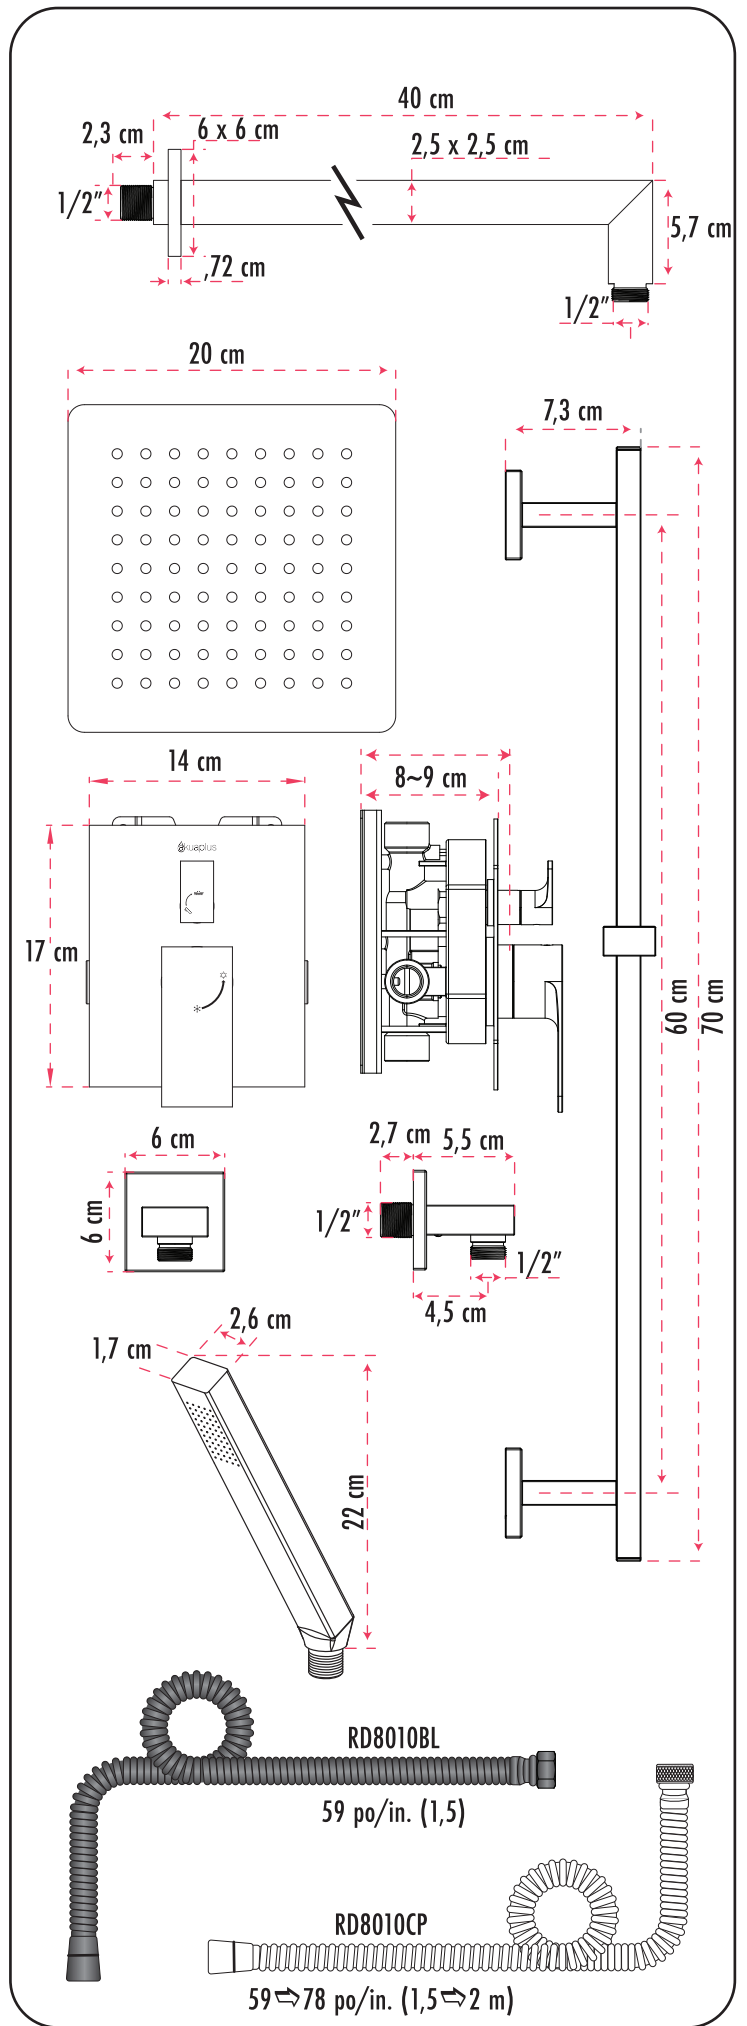 40 cm
2,3 cm
6 x 6 cm
2,5 x 2,5 cm
1/2”
5,7 cm
,72 cm
1/2”
20 cm
7,3 cm
14 cm
8~9 cm
akuaplus
17 cm
60 cm
70 cm
6 cm
2,7 cm
5,5 cm
6 cm
1/2”
1/2”
4,5 cm
2,6 cm
1,7 cm
22 cm
RD8010BL
59 po/in. (1,5)
RD8010CP
59⇨78 po/in. (1,5⇨2 m)